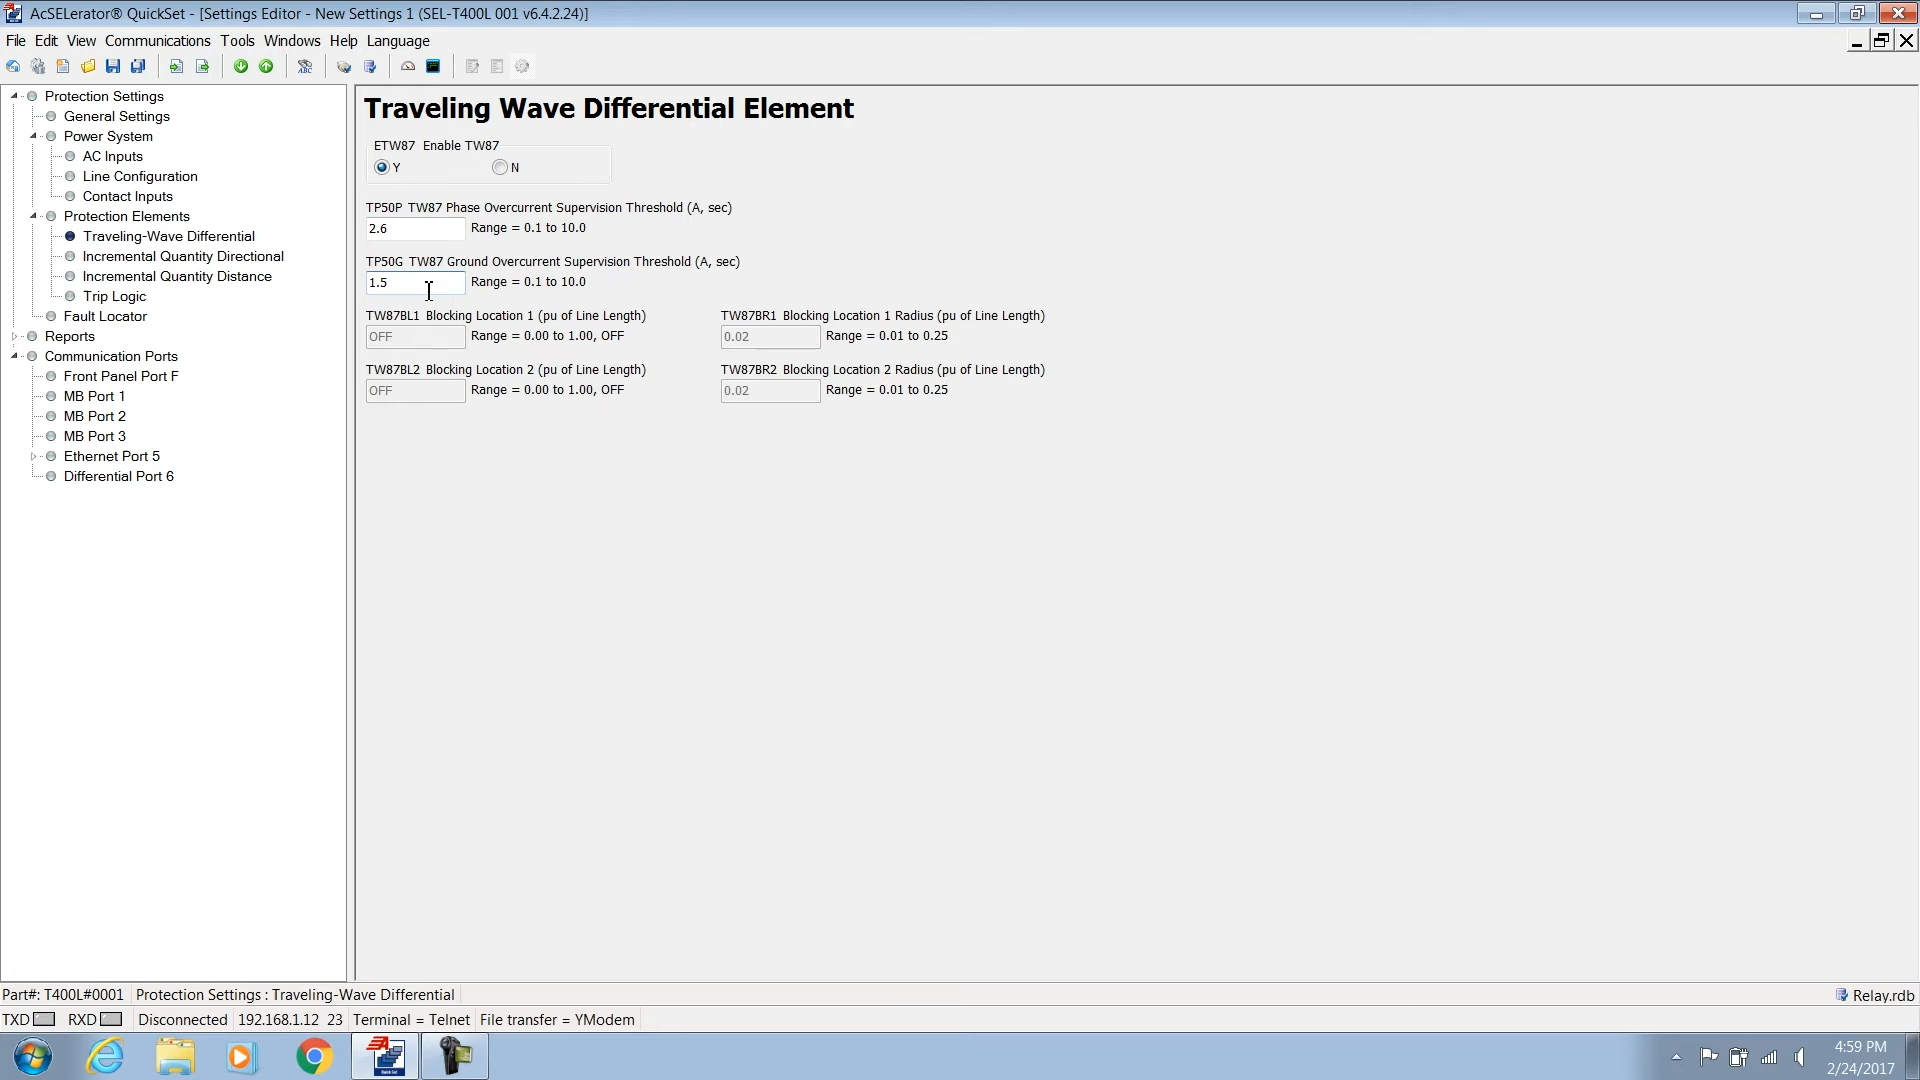 AcSELerator® QuickSet - [Settings Editor - New Settings 1 (SEL-T400L 001 v6.4.2.24)]
File Edit View Communications Tools Windows Help Language
Protection Settings
General Settings
Power System
AC Inputs
Line Configuration
Contact Inputs
Protection Elements
Traveling-Wave Differential
Incremental Quantity Directional
Incremental Quantity Distance
Trip Logic
Fault Locator
Reports
Communication Ports
Front Panel Port F
MB Port 1
MB Port 2
MB Port 3
Ethernet Port 5
Differential Port 6
Traveling Wave Differential Element
ETW87 Enable TW87
Y N
TP50P TW87 Phase Overcurrent Supervision Threshold (A, sec)
2.6 Range = 0.1 to 10.0
TP50G TW87 Ground Overcurrent Supervision Threshold (A, sec)
1.5 Range = 0.1 to 10.0
TW87BL1 Blocking Location 1 (pu of Line Length) TW87BR1 Blocking Location 1 Radius (pu of Line Length)
OFF Range = 0.00 to 1.00, OFF 0.02 Range = 0.01 to 0.25
TW87BL2 Blocking Location 2 (pu of Line Length) TW87BR2 Blocking Location 2 Radius (pu of Line Length)
OFF Range = 0.00 to 1.00, OFF 0.02 Range = 0.01 to 0.25
Part#: T400L#0001 Protection Settings : Traveling-Wave Differential Relay.rdb
TXD RXD Disconnected 192.168.1.12 23 Terminal = Telnet File transfer = YModem
4:59 PM
2/24/2017